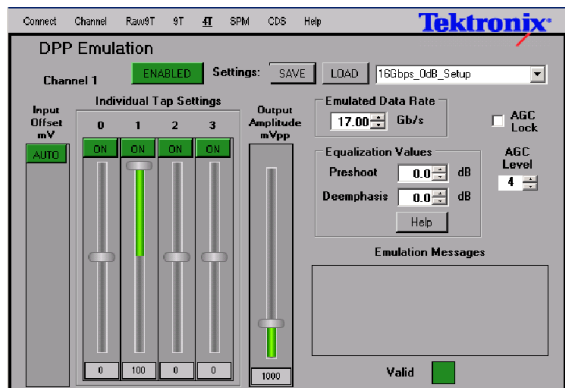 Connect Channel Raw9T 9T 4T SPM CDS Help
Tektronix
DPP Emulation
Channel 1 ENABLED Settings: SAVE LOAD 16Gbps_0dB_Setup
Input Offset mV
AUTO
Individual Tap Settings
0 1 2 3
ON ON ON ON
0 100 0 0
Output Amplitude mVpp
1000
Emulated Data Rate
17.00 Gb/s
AGC Lock
Equalization Values
Preshoot 0.0 dB
Deemphasis 0.0 dB
Help
AGC Level
4
Emulation Messages
Valid